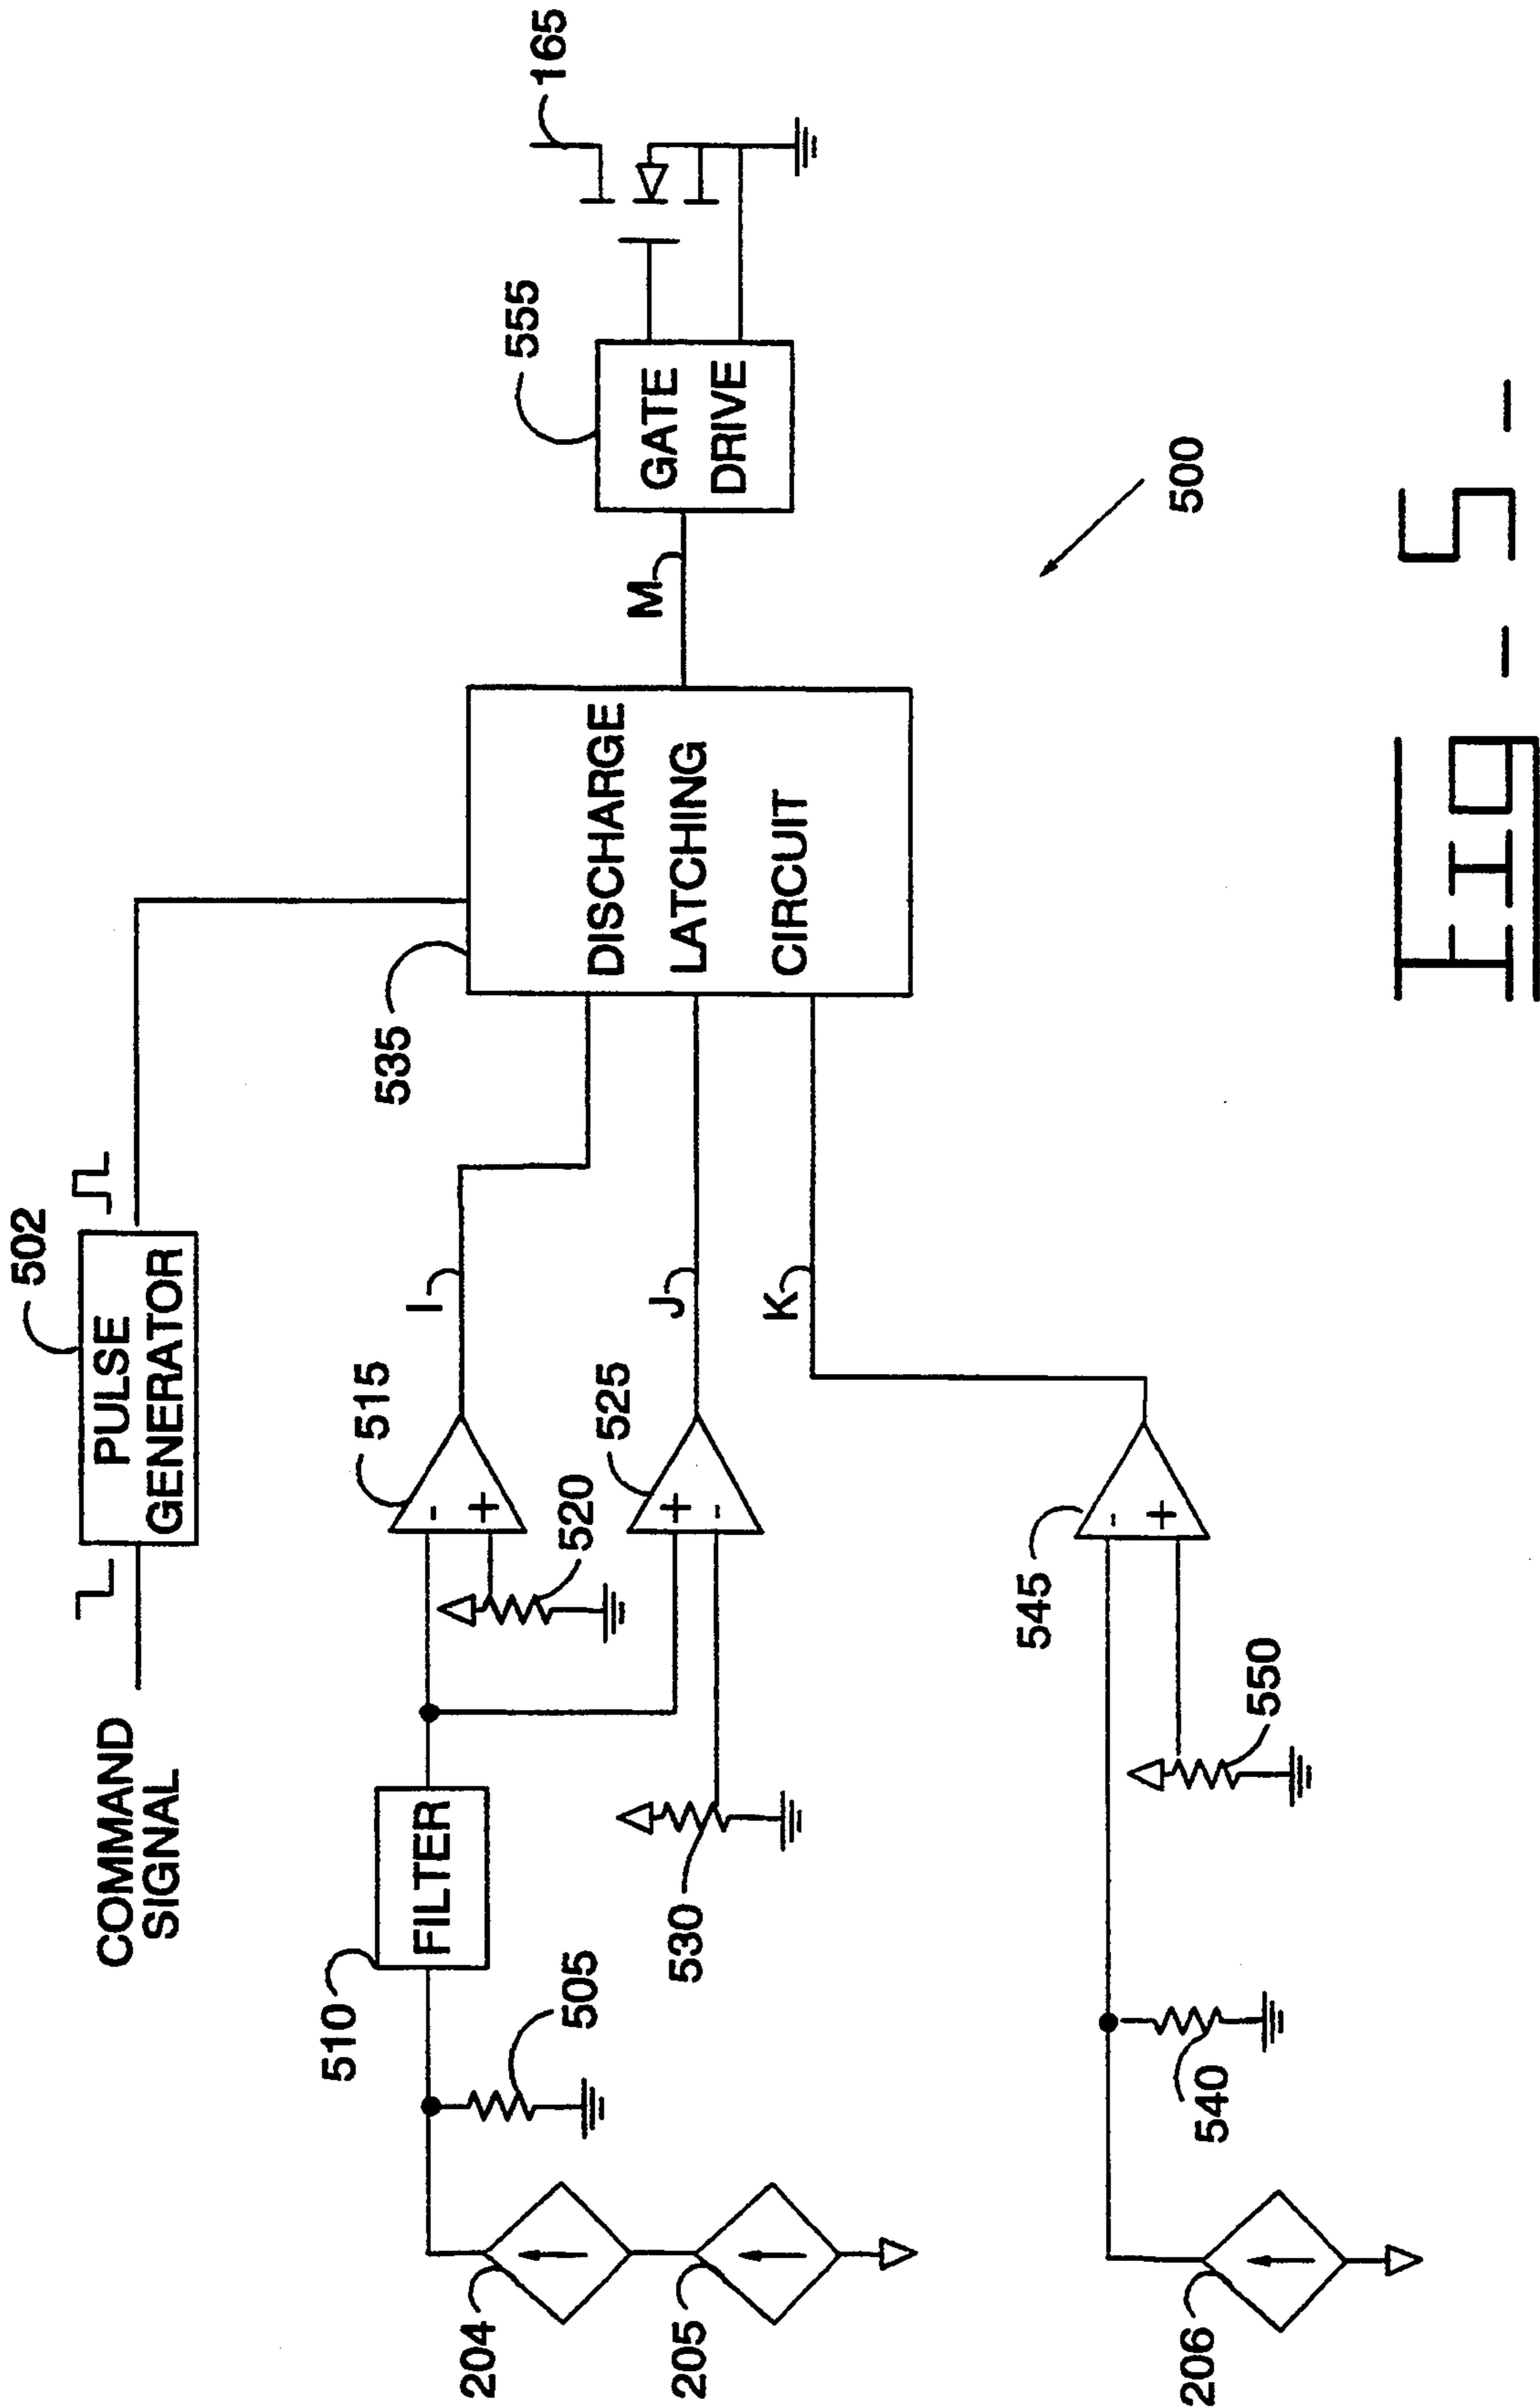 COMMAND
SIGNAL
502
PULSE
GENERATOR
510
FILTER
505
515
-
+
520
I
525
+
-
530
J
535
DISCHARGE
LATCHING
CIRCUIT
M
555
GATE
DRIVE
165
204
205
206
540
545
-
+
550
K
500
FIG-5-